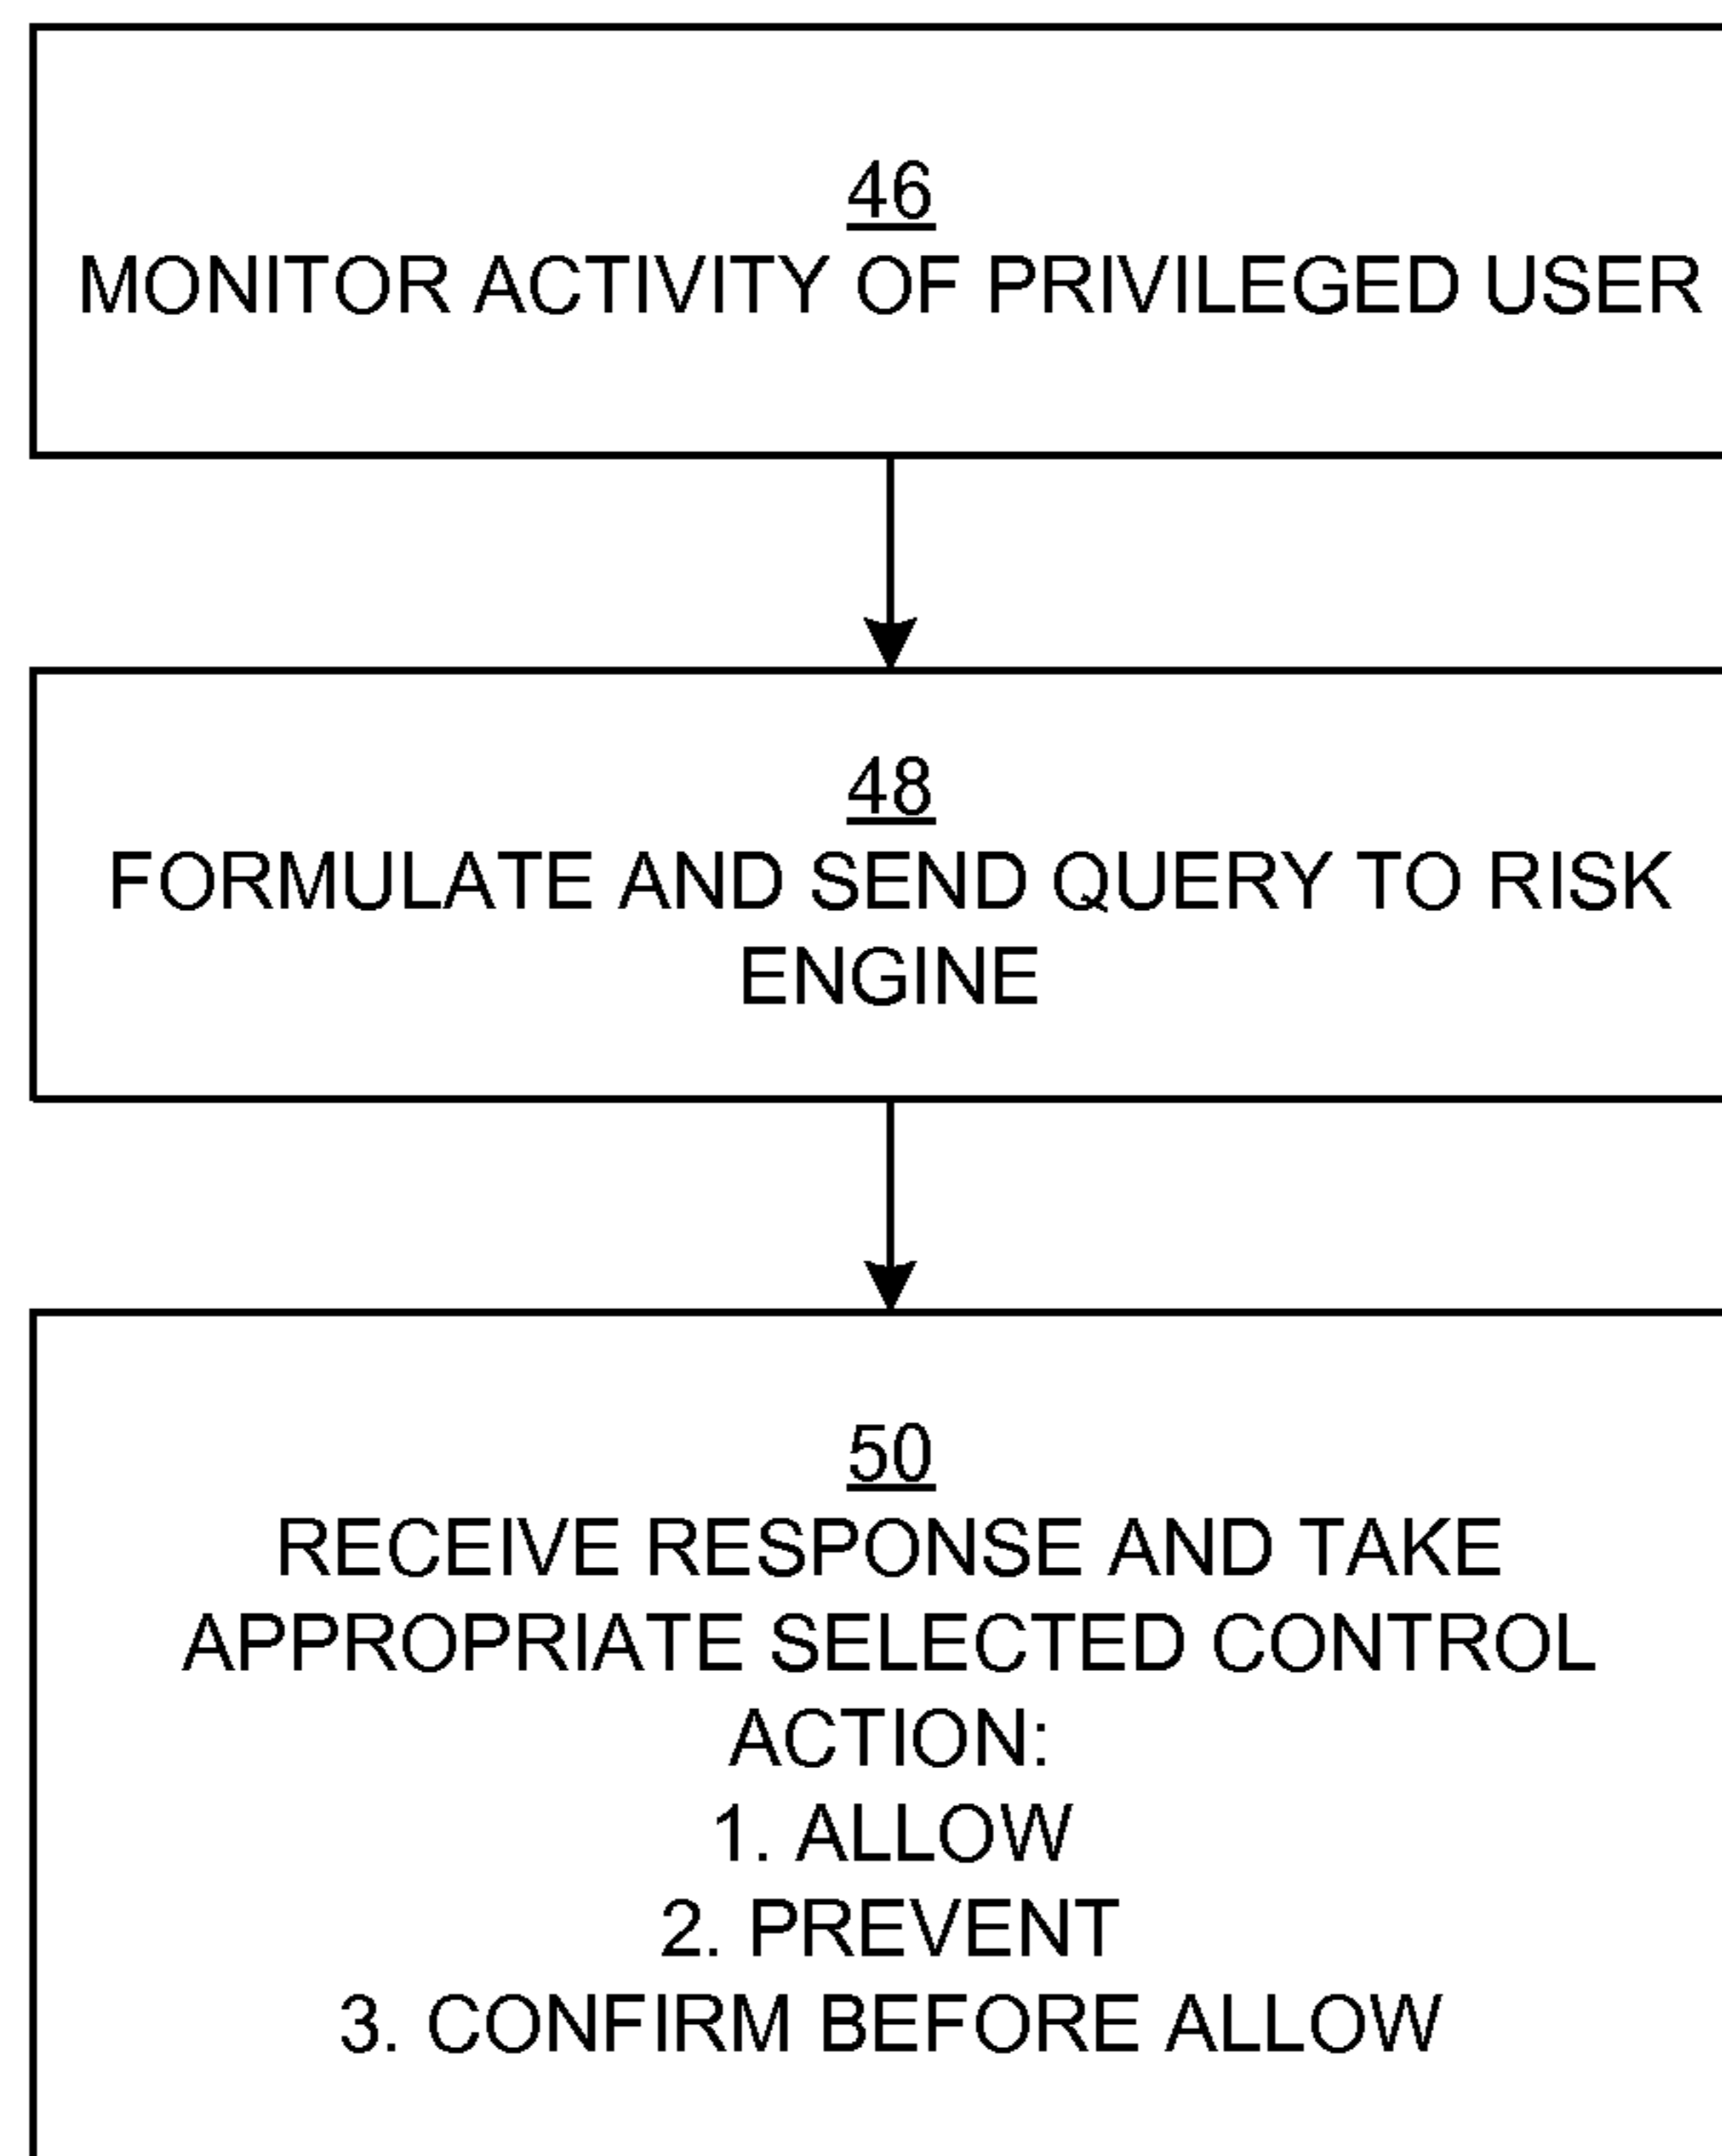 46
MONITOR ACTIVITY OF PRIVILEGED USER
48
FORMULATE AND SEND QUERY TO RISK
ENGINE
50
RECEIVE RESPONSE AND TAKE
APPROPRIATE SELECTED CONTROL
ACTION:
1. ALLOW
2. PREVENT
3. CONFIRM BEFORE ALLOW